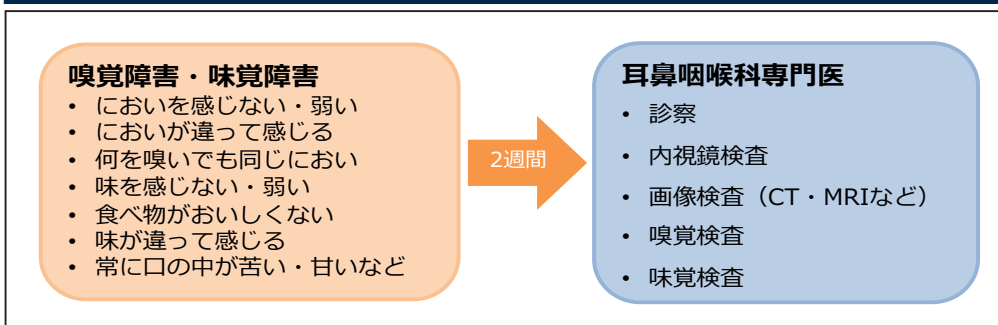 嗅覚障害・味覚障害
• においを感じない・弱い
• においが違って感じる
• 何を嗅いでも同じにおい
• 味を感じない・弱い
• 食べ物がおいしくない
• 味が違って感じる
• 常に口の中が苦い・甘いなど
2週間
耳鼻咽喉科専門医
• 診察
• 内視鏡検査
• 画像検査（CT・MRIなど）
• 嗅覚検査
• 味覚検査